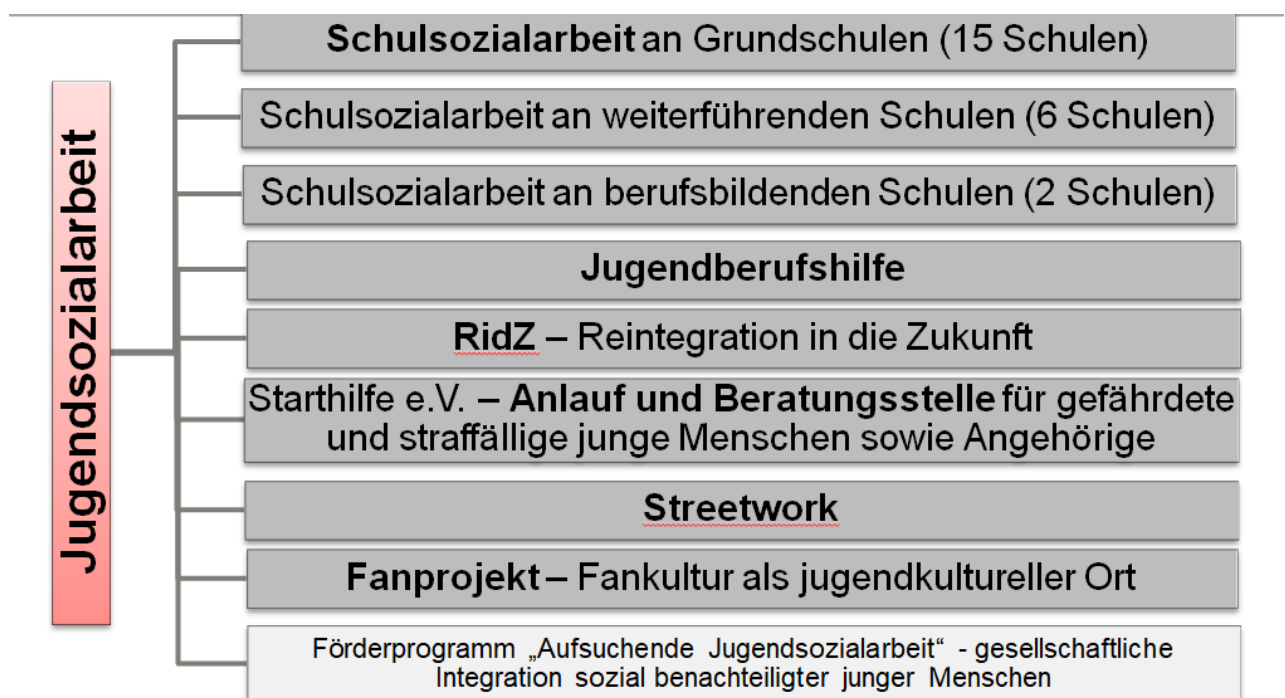 Jugendsozialarbeit
Schulsozialarbeit an Grundschulen (15 Schulen)
Schulsozialarbeit an weiterführenden Schulen (6 Schulen)
Schulsozialarbeit an berufsbildenden Schulen (2 Schulen)
Jugendberufshilfe
RidZ – Reintegration in die Zukunft
Starthilfe e.V. – Anlauf und Beratungsstelle für gefährdete
und straffällige junge Menschen sowie Angehörige
Streetwork
Fanprojekt – Fankultur als jugendkultureller Ort
Förderprogramm „Aufsuchende Jugendsozialarbeit“ - gesellschaftliche
Integration sozial benachteiligter junger Menschen